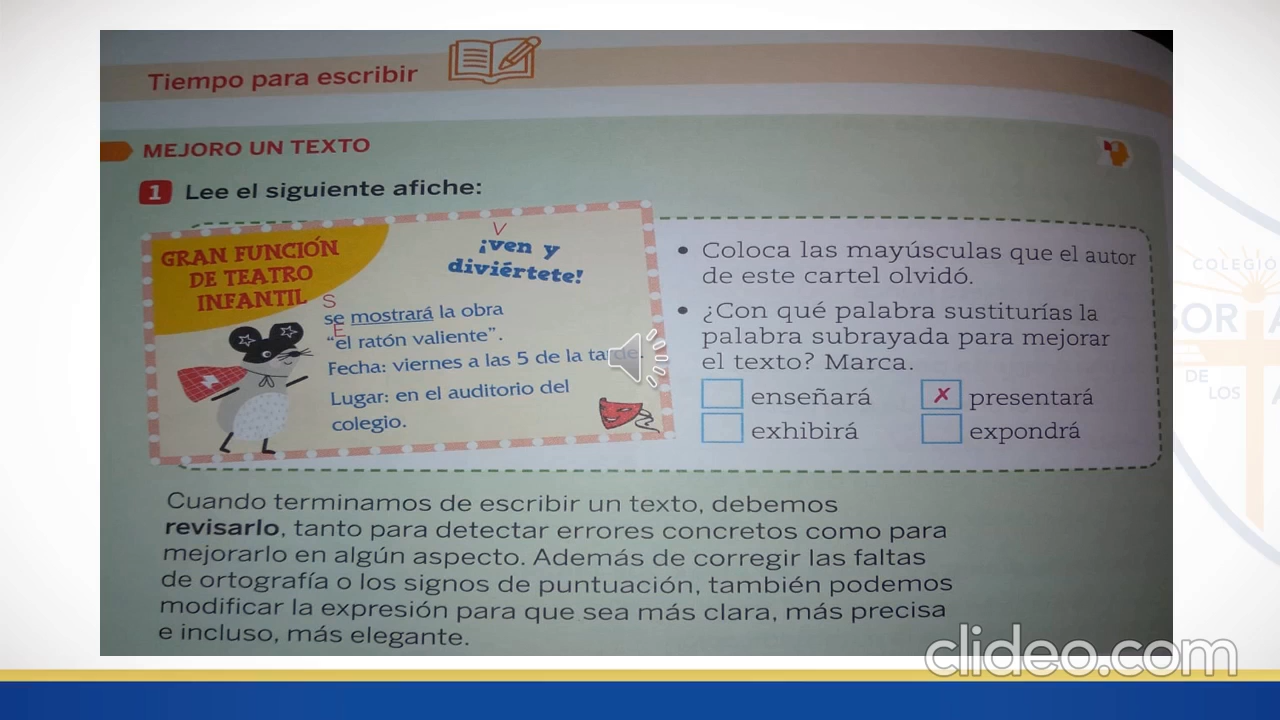 Tiempo para escribir
MEJORO UN TEXTO
1 Lee el siguiente afiche:
GRAN FUNCIÓN
DE TEATRO
INFANTIL
V
¡ven y
diviértete!
S
se mostrará la obra
E
"el ratón valiente".
Fecha: viernes a las 5 de la tarde.
Lugar: en el auditorio del
colegio.
• Coloca las mayúsculas que el autor
de este cartel olvidó.
• ¿Con qué palabra sustituirías la
palabra subrayada para mejorar
el texto? Marca.
enseñará ✗ presentará
exhibirá expondrá
Cuando terminamos de escribir un texto, debemos
revisarlo, tanto para detectar errores concretos como para
mejorarlo en algún aspecto. Además de corregir las faltas
de ortografía o los signos de puntuación, también podemos
modificar la expresión para que sea más clara, más precisa
e incluso, más elegante.
COLEGIO
DE
LOS
clideo.com